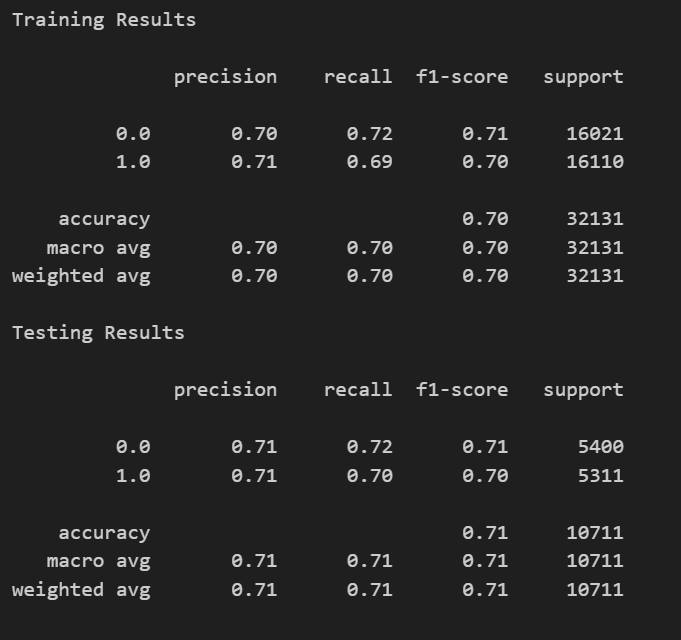 Training Results
precision recall f1-score support
0.0 0.70 0.72 0.71 16021
1.0 0.71 0.69 0.70 16110
accuracy 0.70 32131
macro avg 0.70 0.70 0.70 32131
weighted avg 0.70 0.70 0.70 32131
Testing Results
precision recall f1-score support
0.0 0.71 0.72 0.71 5400
1.0 0.71 0.70 0.70 5311
accuracy 0.71 10711
macro avg 0.71 0.71 0.71 10711
weighted avg 0.71 0.71 0.71 10711